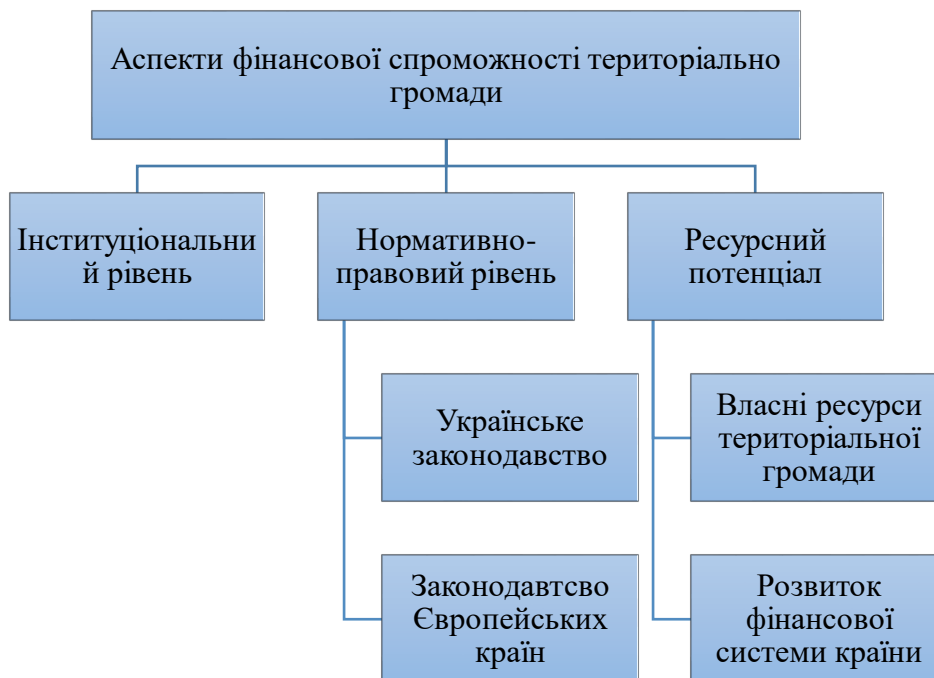 Аспекти фінансової спроможності територіально
громади
Інституціональни
й рівень
Нормативно-
правовий рівень
Ресурсний
потенціал
Українське
законодавство
Власні ресурси
територіальної
громади
Законодавтсво
Європейських
країн
Розвиток
фінансової
системи країни